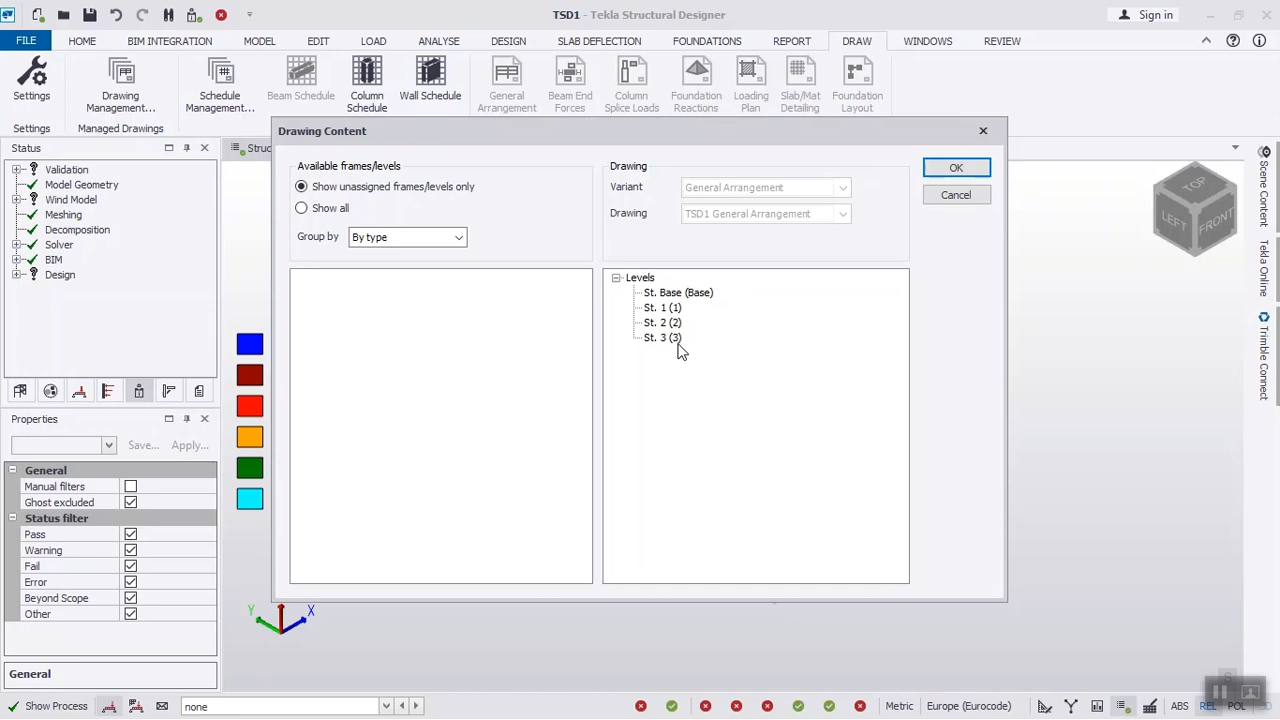 TSD1 - Tekla Structural Designer
Sign in
FILE HOME BIM INTEGRATION MODEL EDIT LOAD ANALYSE DESIGN SLAB DEFLECTION FOUNDATIONS REPORT DRAW WINDOWS REVIEW
Settings
Drawing Management...
Schedule Management...
Beam Schedule
Column Schedule
Wall Schedule
General Arrangement
Beam End Forces
Column Splice Loads
Foundation Reactions
Loading Plan
Slab/Mat Detailing
Foundation Layout
Settings
Managed Drawings
Status
Validation
Model Geometry
Wind Model
Meshing
Decomposition
Solver
BIM
Design
Struc
Drawing Content
Available frames/levels
Show unassigned frames/levels only
Show all
Group by By type
Drawing
Variant General Arrangement
Drawing TSD1 General Arrangement
OK
Cancel
Levels
St. Base (Base)
St. 1 (1)
St. 2 (2)
St. 3 (3)
TOP
LEFT
FRONT
Scene Content
Tekla Online
Trimble Connect
Properties
Save... Apply...
General
Manual filters
Ghost excluded
Status filter
Pass
Warning
Fail
Error
Beyond Scope
Other
General
Y X
Show Process
none
Metric
Europe (Eurocode)
ABS REL POL